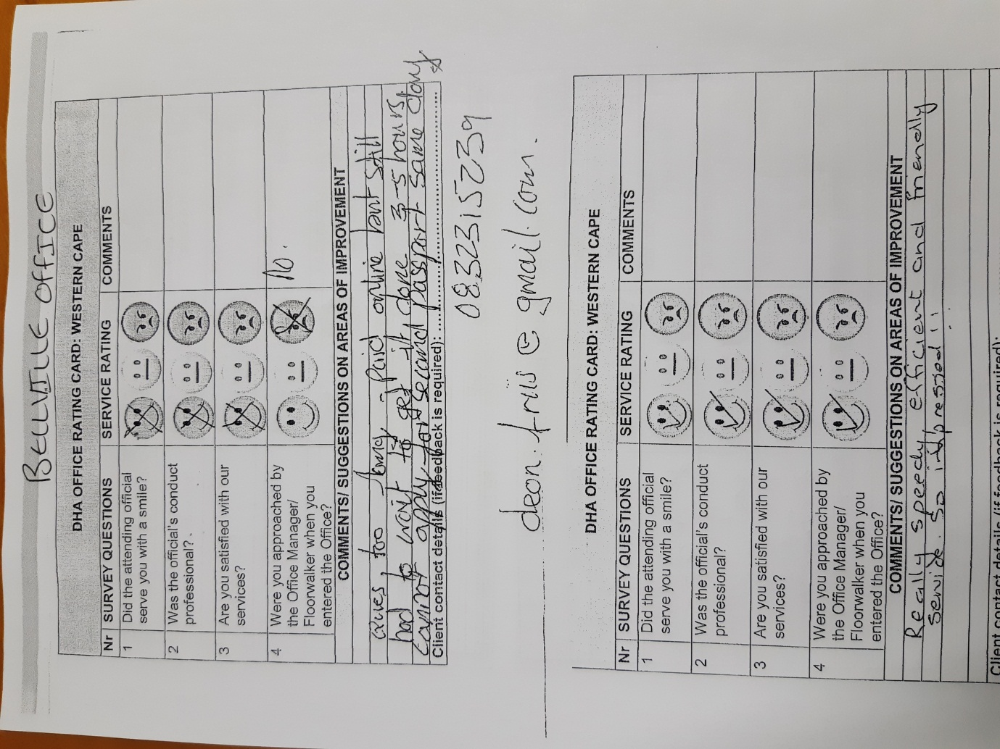 BELLVILLE OFFICE
DHA OFFICE RATING CARD: WESTERN CAPE
Nr SURVEY QUESTIONS SERVICE RATING COMMENTS
1 Did the attending official
serve you with a smile?
2 Was the official's conduct
professional?
3 Are you satisfied with our
services?
4 Were you approached by No.
the Office Manager/
Floorwalker when you
entered the Office?
COMMENTS/ SUGGESTIONS ON AREAS OF IMPROVEMENT
too long - Paid online but still
had to wait to get it done 3-5 hours.
Cannot apply for second passport same day
Client contact details (if feedback is required):
0832315239
deon.friis@gmail.com.
DHA OFFICE RATING CARD: WESTERN CAPE
Nr SURVEY QUESTIONS SERVICE RATING COMMENTS
1 Did the attending official
serve you with a smile?
2 Was the official's conduct
professional?
3 Are you satisfied with our
services?
4 Were you approached by
the Office Manager/
Floorwalker when you
entered the Office?
COMMENTS/ SUGGESTIONS ON AREAS OF IMPROVEMENT
Really speedy, efficient and friendly
service. So impressed!!
Client contact details (if feedback is required):